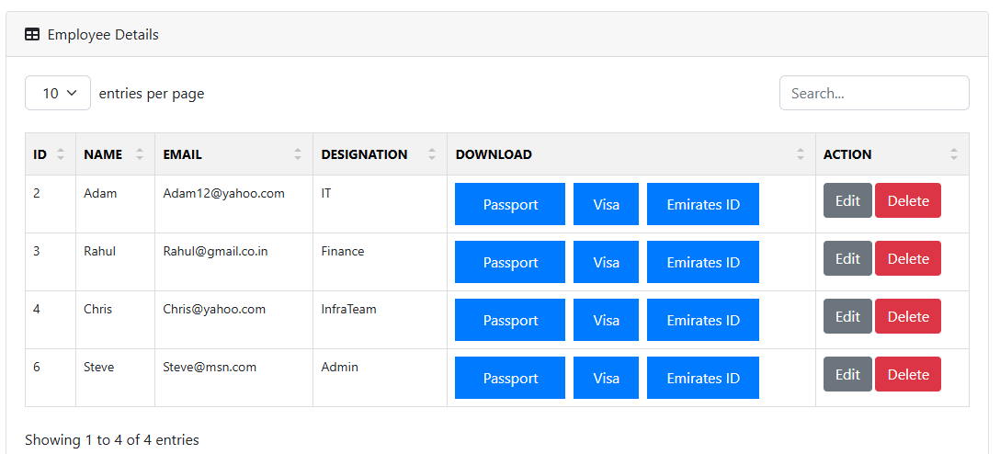 Employee Details
10 entries per page Search...
ID NAME EMAIL DESIGNATION DOWNLOAD ACTION
2 Adam Adam12@yahoo.com IT Passport Visa Emirates ID Edit Delete
3 Rahul Rahul@gmail.co.in Finance Passport Visa Emirates ID Edit Delete
4 Chris Chris@yahoo.com InfraTeam Passport Visa Emirates ID Edit Delete
6 Steve Steve@msn.com Admin Passport Visa Emirates ID Edit Delete
Showing 1 to 4 of 4 entries